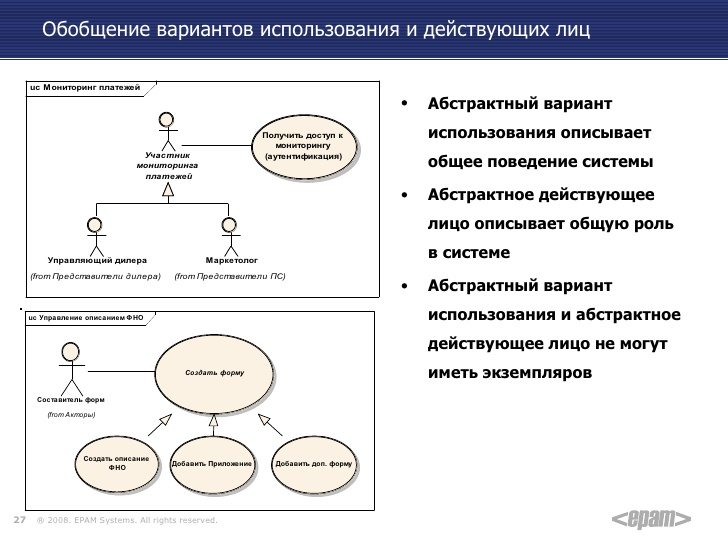 Обобщение вариантов использования и действующих лиц
uc Мониторинг платежей
Участник
мониторинга
платежей
Получить доступ к
мониторингу
(аутентификация)
Управляющий дилера
(from Представители дилера)
Маркетолог
(from Представители ПС)
uc Управление описанием ФНО
Составитель форм
(from Акторы)
Создать форму
Создать описание
ФНО
Добавить Приложение
Добавить доп. форму
• Абстрактный вариант
использования описывает
общее поведение системы
• Абстрактное действующее
лицо описывает общую роль
в системе
• Абстрактный вариант
использования и абстрактное
действующее лицо не могут
иметь экземпляров
27 ® 2008. EPAM Systems. All rights reserved.
<epam>